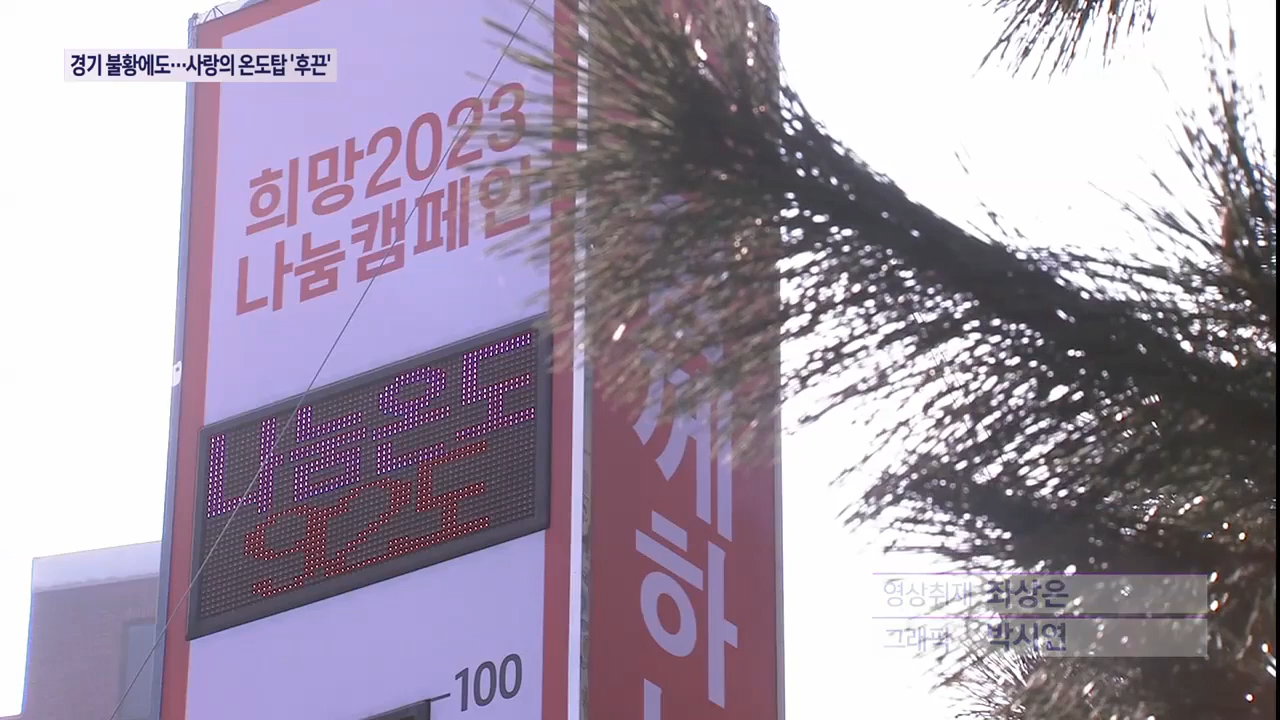 경기 불황에도…사랑의 온도탑 '후끈'
희망2023
나눔캠페인
나눔온도
92도
100
께하
영상취재 최상은
그래픽 박시연